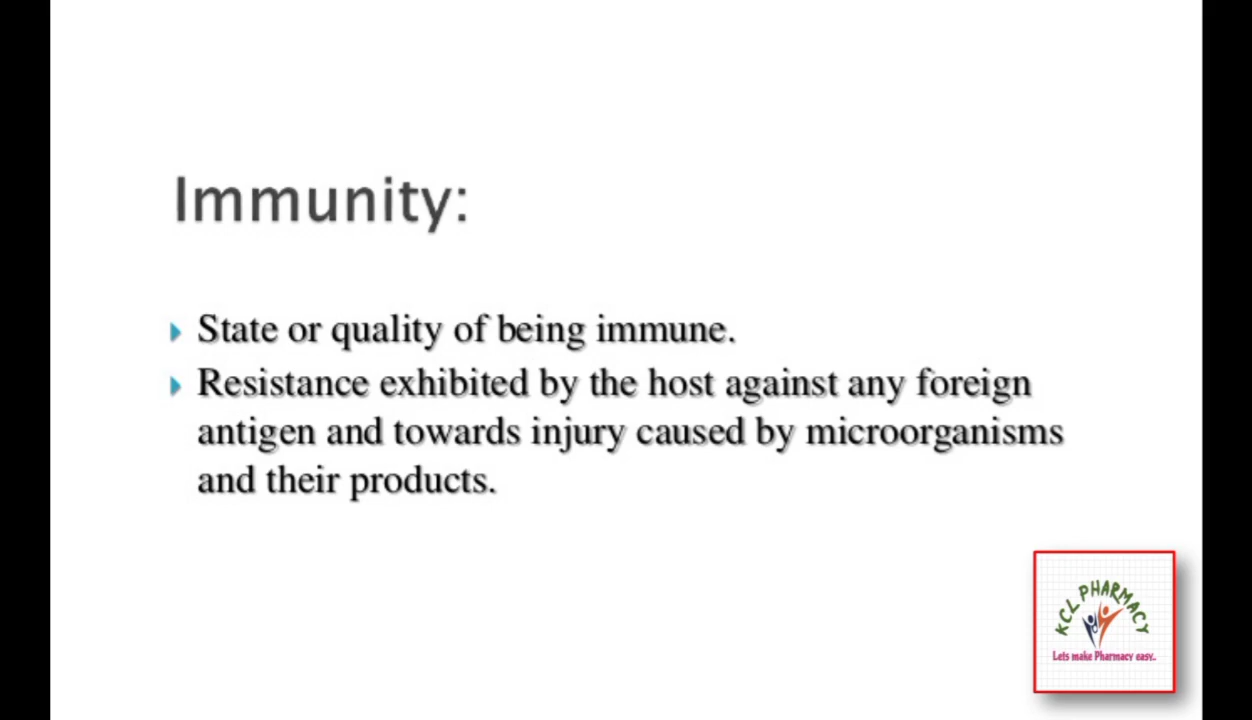 Immunity:
State or quality of being immune.
Resistance exhibited by the host against any foreign
antigen and towards injury caused by microorganisms
and their products.
KCL PHARMACY
Lets make Pharmacy easy..